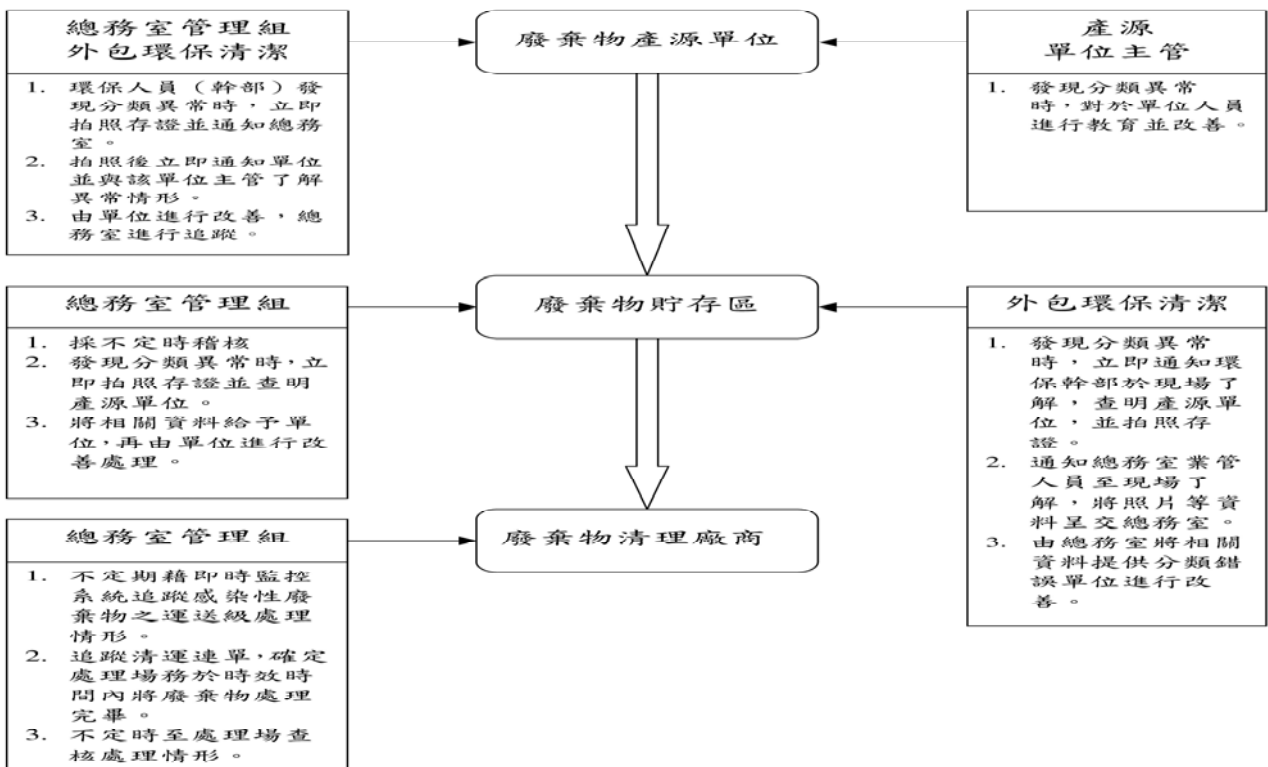 總務室管理組
外包環保清潔
1. 環保人員（幹部）發
現分類異常時，立即
拍照存證並通知總務
室。
2. 拍照後立即通知單位
並與該單位主管了解
異常情形。
3. 由單位進行改善，總
務室進行追蹤。
廢棄物產源單位
產源
單位主管
1. 發現分類異常
時，對於單位人員
進行教育並改善。
總務室管理組
1. 採不定時稽核
2. 發現分類異常時，立
即拍照存證並查明
產源單位。
3. 將相關資料給予單
位，再由單位進行改
善處理。
廢棄物貯存區
外包環保清潔
1. 發現分類異常
時，立即通知環
保幹部於現場了
解，查明產源單
位，並拍照存
證。
2. 通知總務室業管
人員至現場了
解，將照片等資
料呈交總務室。
3. 由總務室將相關
資料提供分類錯
誤單位進行改
善。
總務室管理組
1. 不定期藉即時監控
系統追蹤感染性廢
棄物之運送級處理
情形。
2. 追蹤清運連單，確定
處理場務於時效時
間內將廢棄物處理
完畢。
3. 不定時至處理場查
核處理情形。
廢棄物清理廠商